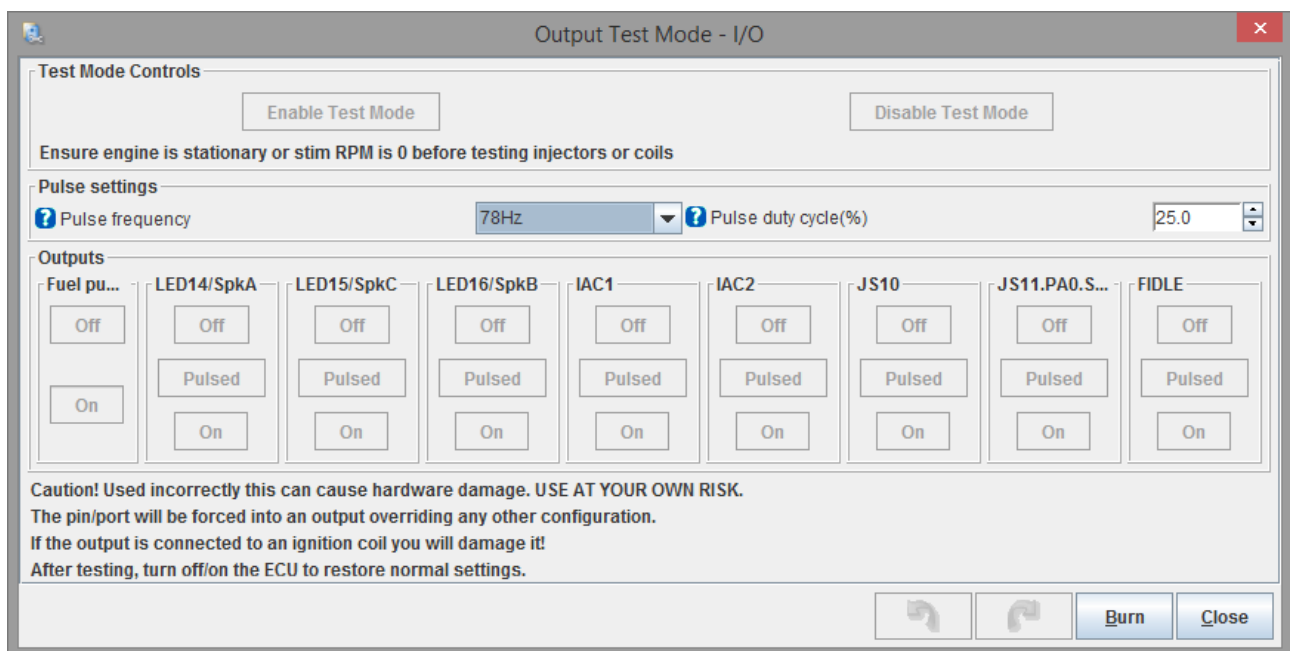 Output Test Mode - I/O
Test Mode Controls
Enable Test Mode Disable Test Mode
Ensure engine is stationary or stim RPM is 0 before testing injectors or coils
Pulse settings
Pulse frequency 78Hz Pulse duty cycle(%) 25.0
Outputs
Fuel pu... LED14/SpkA LED15/SpkC LED16/SpkB IAC1 IAC2 JS10 JS11.PA0.S... FIDLE
Off Off Off Off Off Off Off Off Off
Pulsed Pulsed Pulsed Pulsed Pulsed Pulsed Pulsed Pulsed
On On On On On On On On On
Caution! Used incorrectly this can cause hardware damage. USE AT YOUR OWN RISK.
The pin/port will be forced into an output overriding any other configuration.
If the output is connected to an ignition coil you will damage it!
After testing, turn off/on the ECU to restore normal settings.
Burn Close